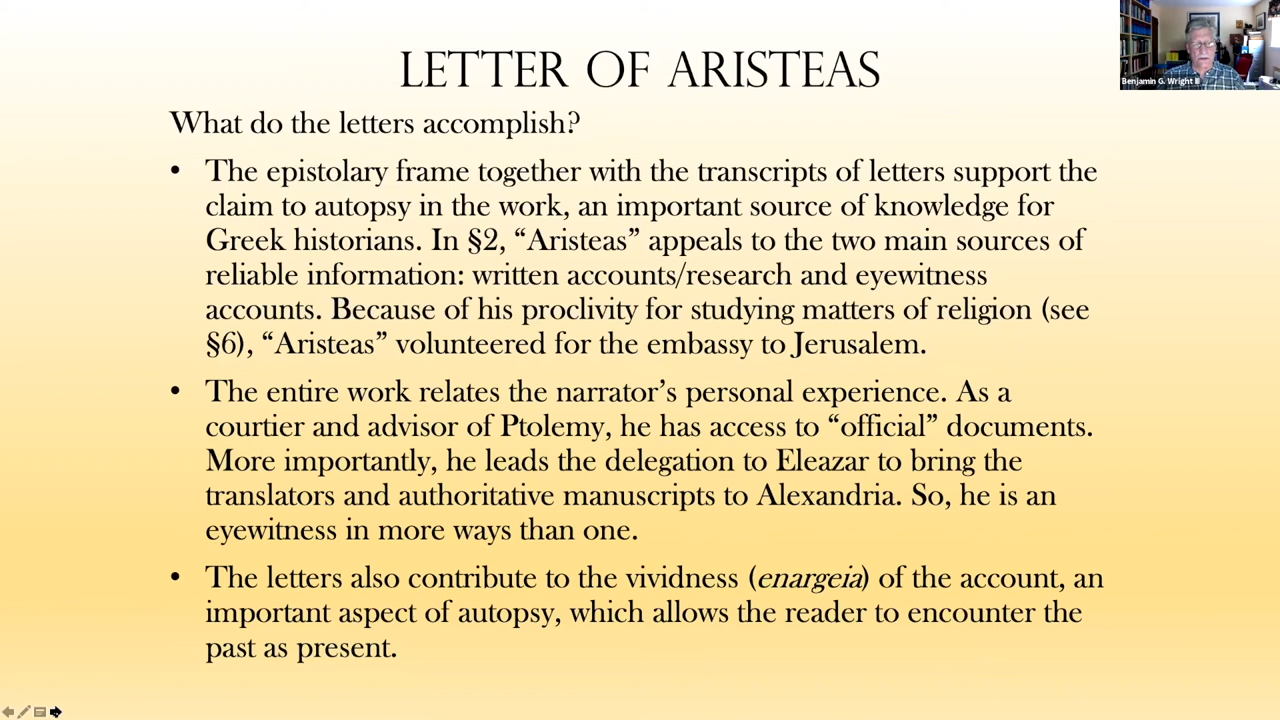 LETTER OF ARISTEAS
Benjamin G. Wright III
What do the letters accomplish?
• The epistolary frame together with the transcripts of letters support the
claim to autopsy in the work, an important source of knowledge for
Greek historians. In §2, “Aristeas” appeals to the two main sources of
reliable information: written accounts/research and eyewitness
accounts. Because of his proclivity for studying matters of religion (see
§6), “Aristeas” volunteered for the embassy to Jerusalem.
• The entire work relates the narrator’s personal experience. As a
courtier and advisor of Ptolemy, he has access to “official” documents.
More importantly, he leads the delegation to Eleazar to bring the
translators and authoritative manuscripts to Alexandria. So, he is an
eyewitness in more ways than one.
• The letters also contribute to the vividness (enargeia) of the account, an
important aspect of autopsy, which allows the reader to encounter the
past as present.